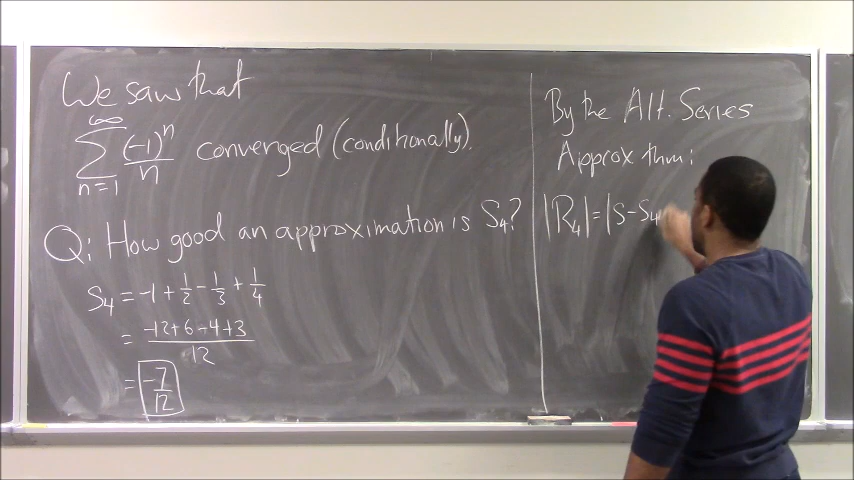 We saw that
∞
∑ (-1)^n/n converged (conditionally).
n=1
Q: How good an approximation is S₄?
S₄ = -1 + 1/2 - 1/3 + 1/4
= (-12+6-4+3)/12
= -7/12
By the Alt. Series
Approx thm:
|R₄| = |S-S₄